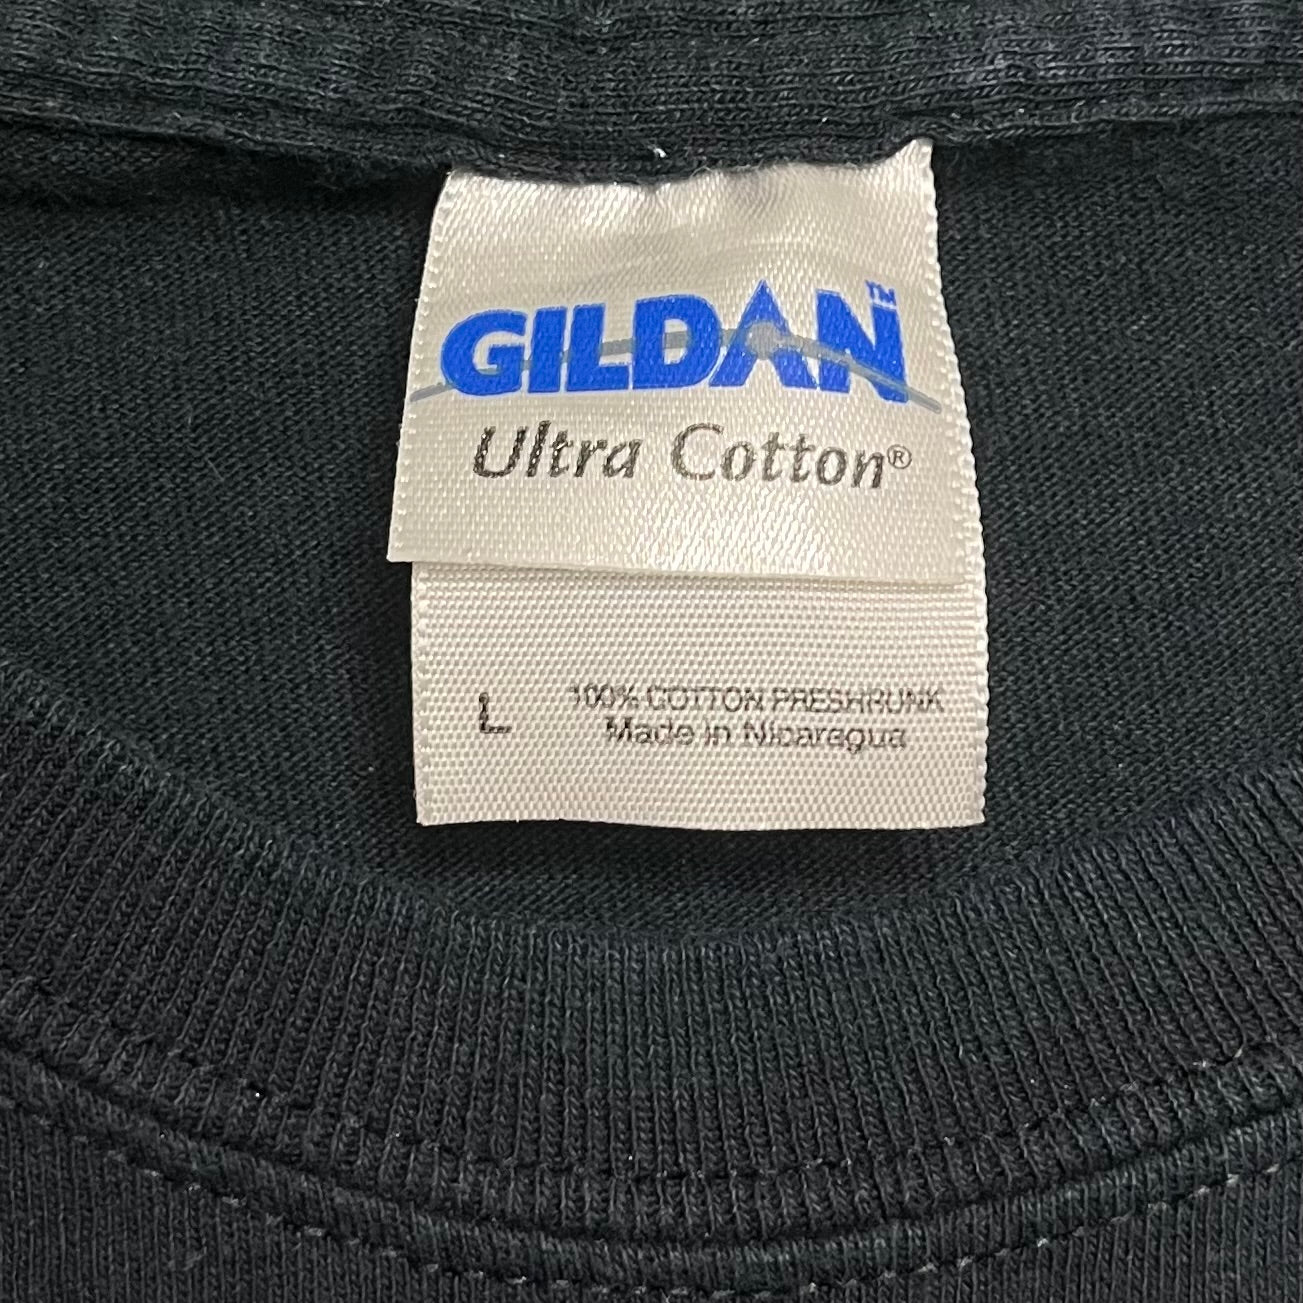 GILDAN™
Ultra Cotton®
L 100% COTTON PRESHRUNK
Made in Nicaragua